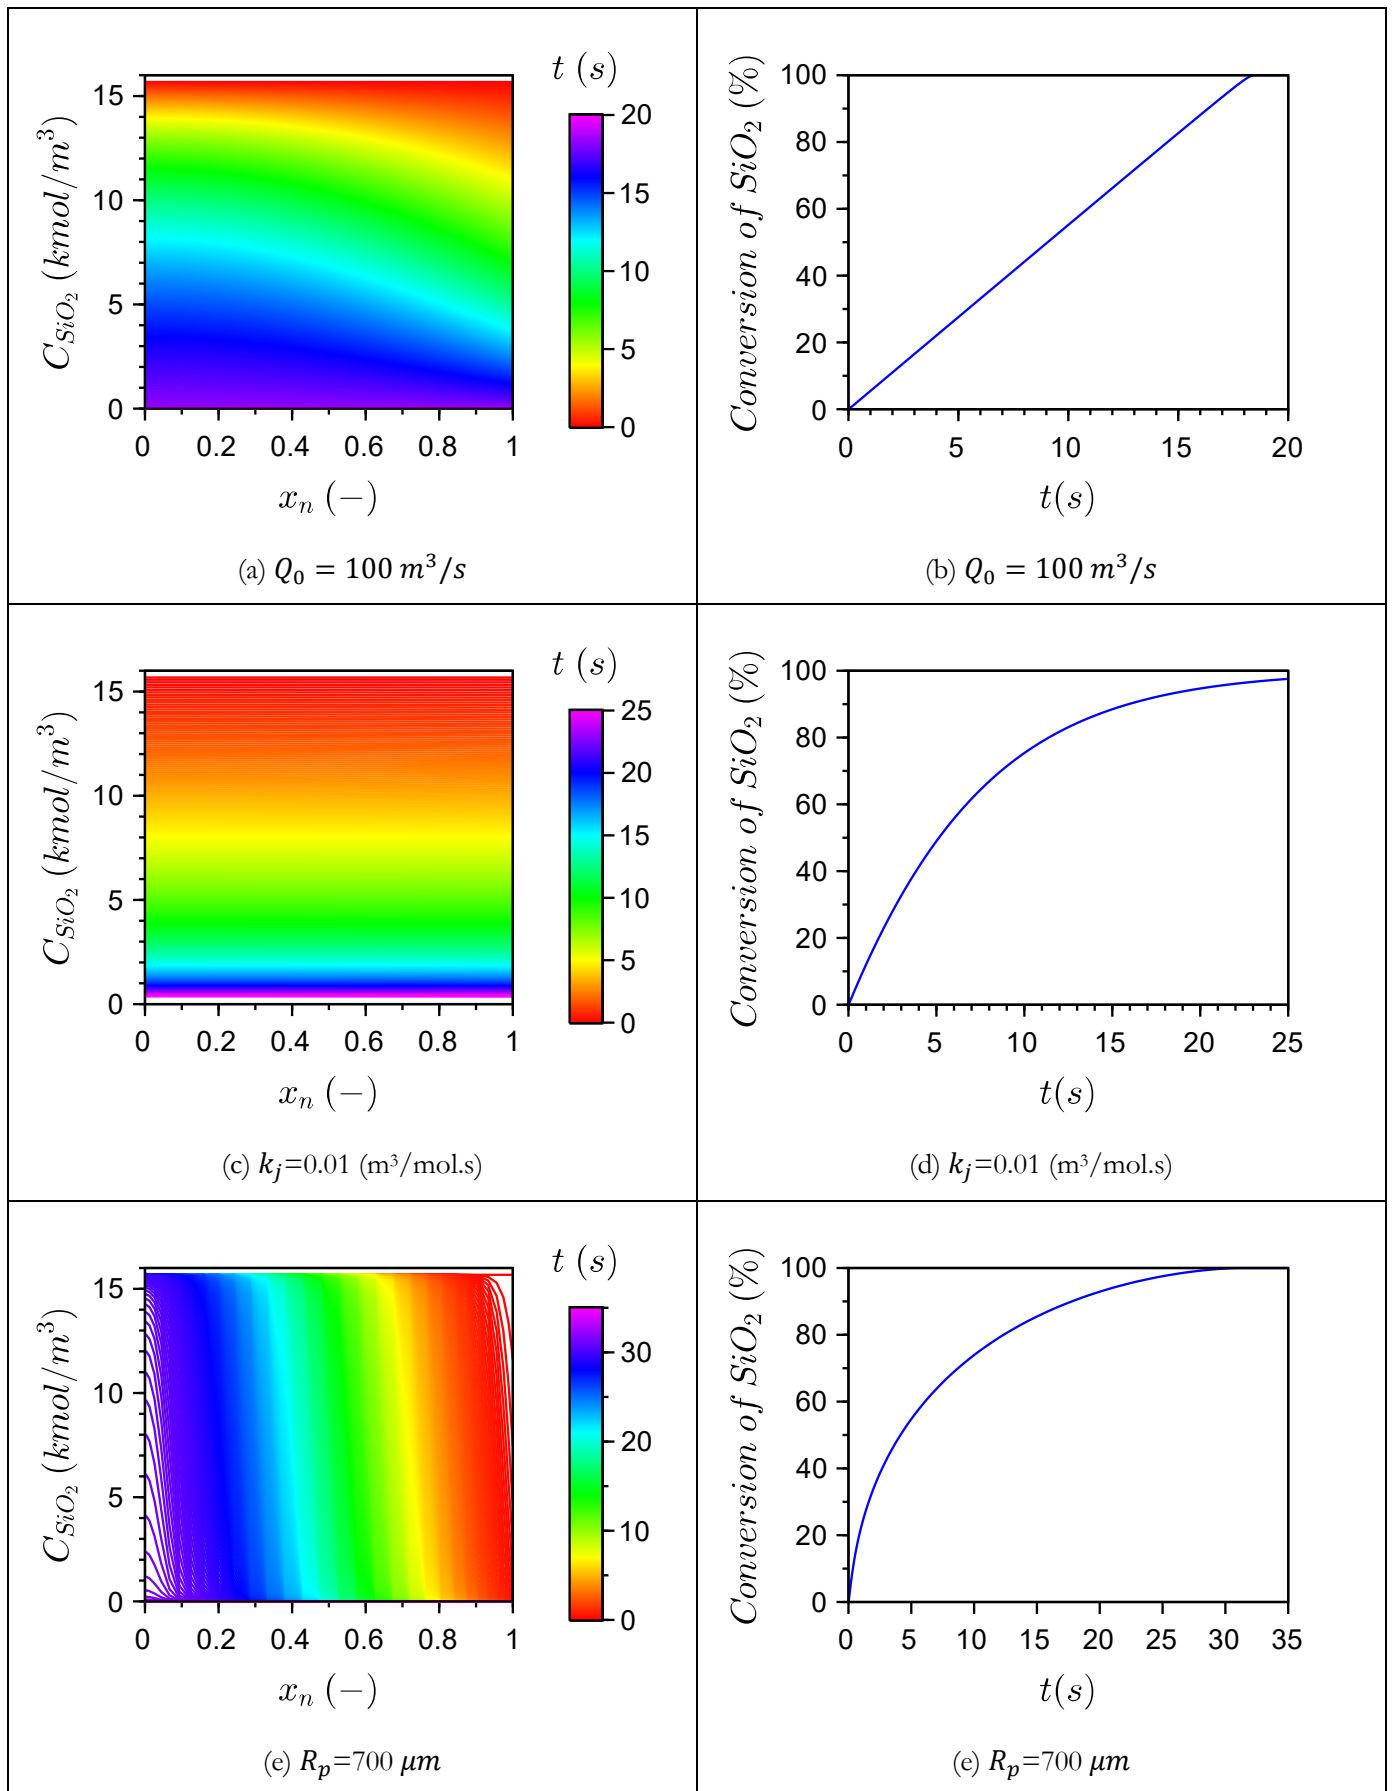 t (s)
C_{SiO_2} (kmol/m^3)
15
10
5
0
0 0.2 0.4 0.6 0.8 1
x_n (−)
20
15
10
5
0
(a) Q_0 = 100 m^3/s
Conversion of SiO_2 (%)
100
80
60
40
20
0
0 5 10 15 20
t(s)
(b) Q_0 = 100 m^3/s
t (s)
C_{SiO_2} (kmol/m^3)
15
10
5
0
0 0.2 0.4 0.6 0.8 1
x_n (−)
25
20
15
10
5
0
(c) k_j=0.01 (m^3/mol.s)
Conversion of SiO_2 (%)
100
80
60
40
20
0
0 5 10 15 20 25
t(s)
(d) k_j=0.01 (m^3/mol.s)
t (s)
C_{SiO_2} (kmol/m^3)
15
10
5
0
0 0.2 0.4 0.6 0.8 1
x_n (−)
30
20
10
0
(e) R_p=700 μm
Conversion of SiO_2 (%)
100
80
60
40
20
0
0 5 10 15 20 25 30 35
t(s)
(e) R_p=700 μm